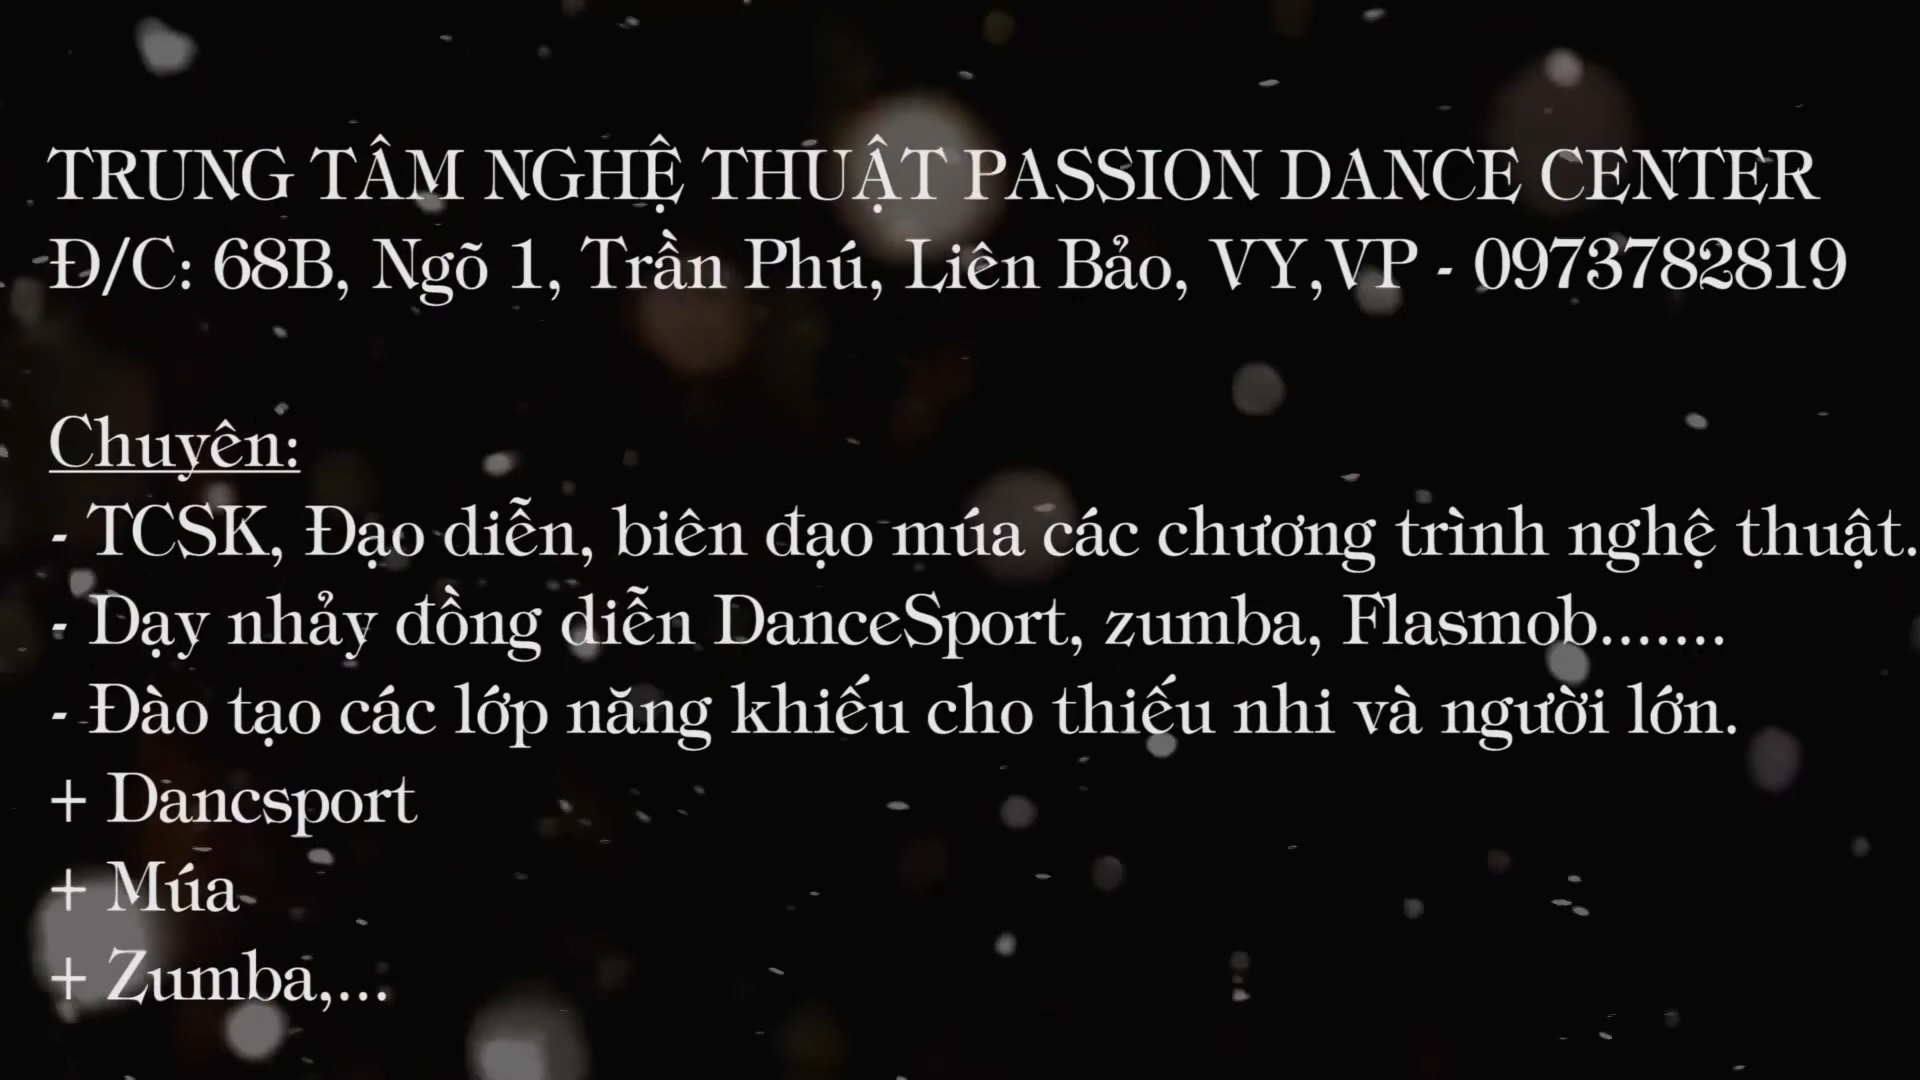 TRUNG TÂM NGHỆ THUẬT PASSION DANCE CENTER
Đ/C: 68B, Ngõ 1, Trần Phú, Liên Bảo, VY,VP - 0973782819
Chuyên:
- TCSK, Đạo diễn, biên đạo múa các chương trình nghệ thuật.
- Dạy nhảy đồng diễn DanceSport, zumba, Flasmob.......
- Đào tạo các lớp năng khiếu cho thiếu nhi và người lớn.
+ Dancsport
+ Múa
+ Zumba,...